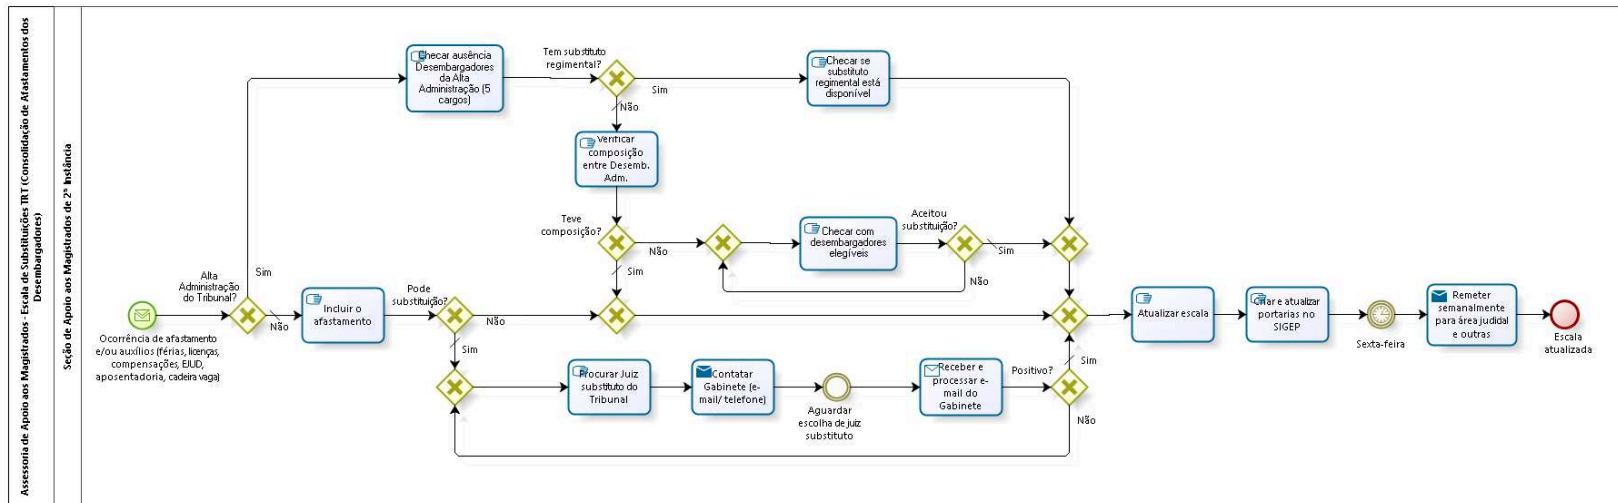 Assessoria de Apoio aos Magistrados - Escala de Substituições TRT (Consolidação de Afastamentos dos
Desembargadores)
Seção de Apoio aos Magistrados de 2ª Instância
Ocorrência de afastamento
e/ou auxílios (férias, licenças,
compensações, EJUD,
aposentadoria, cadeira vaga)
Alta
Administração
do Tribunal?
Sim
Não
Checar ausência
Desembargadores
da Alta
Administração (5
cargos)
Tem substituto
regimental?
Sim
Não
Checar se
substituto
regimental está
disponível
Verificar
composição
entre Desemb.
Adm.
Teve
composição?
Não
Sim
Checar com
desembargadores
elegíveis
Aceitou
substituição?
Sim
Não
Incluir o
afastamento
Pode
substituição?
Não
Sim
Procurar Juiz
substituto do
Tribunal
Contatar
Gabinete (e-
mail/ telefone)
Aguardar
escolha de juiz
substituto
Receber e
processar e-
mail do
Gabinete
Positivo?
Sim
Não
Atualizar escala
Criar e atualizar
portarias no
SIGEP
Sexta-feira
Remeter
semanalmente
para área judicial
e outras
Escala
atualizada